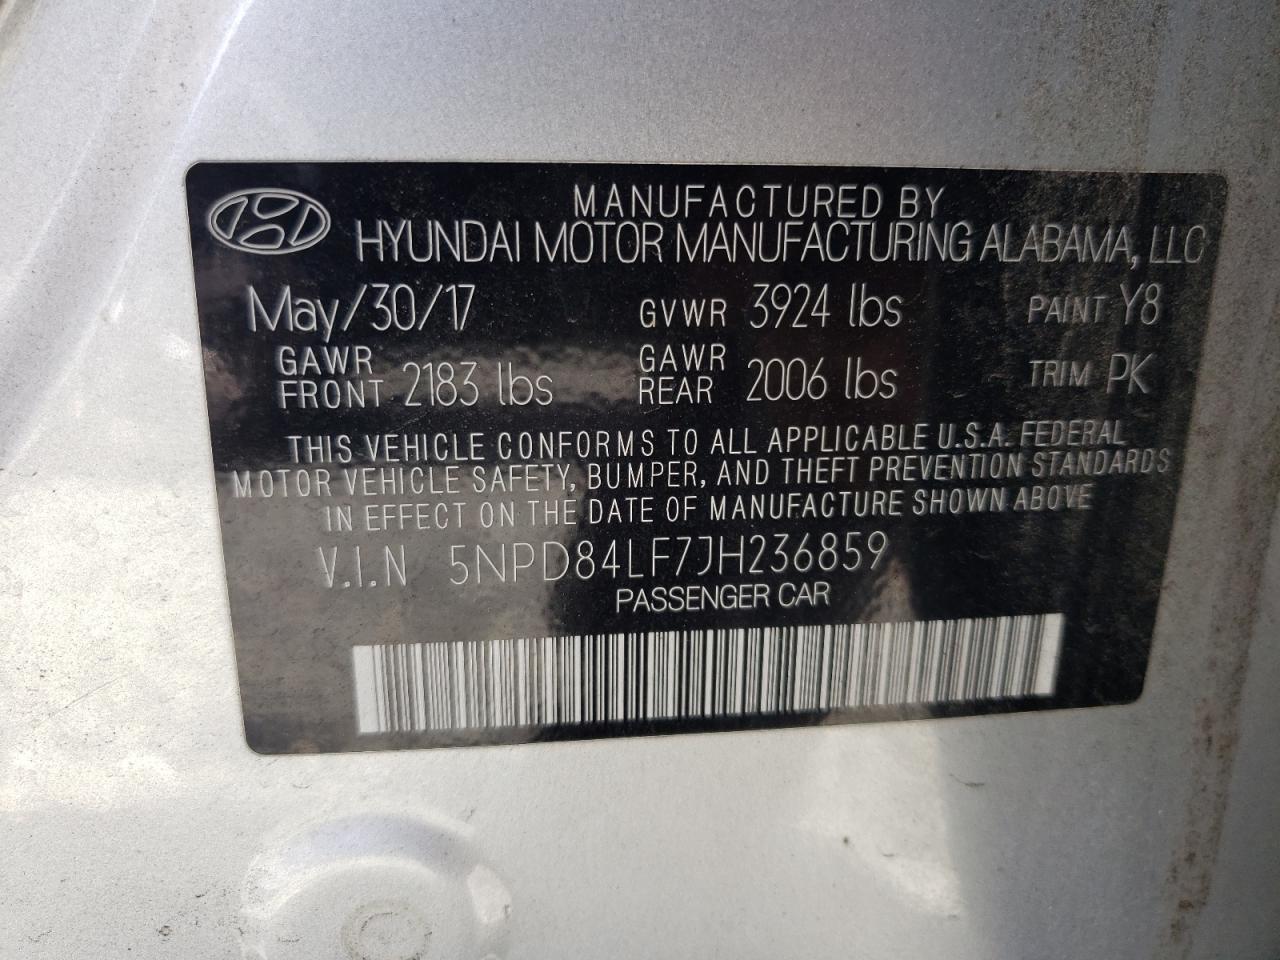 MANUFACTURED BY
HYUNDAI MOTOR MANUFACTURING ALABAMA, LLC
May/30/17 GVWR 3924 lbs PAINT Y8
GAWR FRONT 2183 lbs GAWR REAR 2006 lbs TRIM PK
THIS VEHICLE CONFORMS TO ALL APPLICABLE U.S.A. FEDERAL
MOTOR VEHICLE SAFETY, BUMPER, AND THEFT PREVENTION STANDARDS
IN EFFECT ON THE DATE OF MANUFACTURE SHOWN ABOVE
V.I.N 5NPD84LF7JH236859
PASSENGER CAR